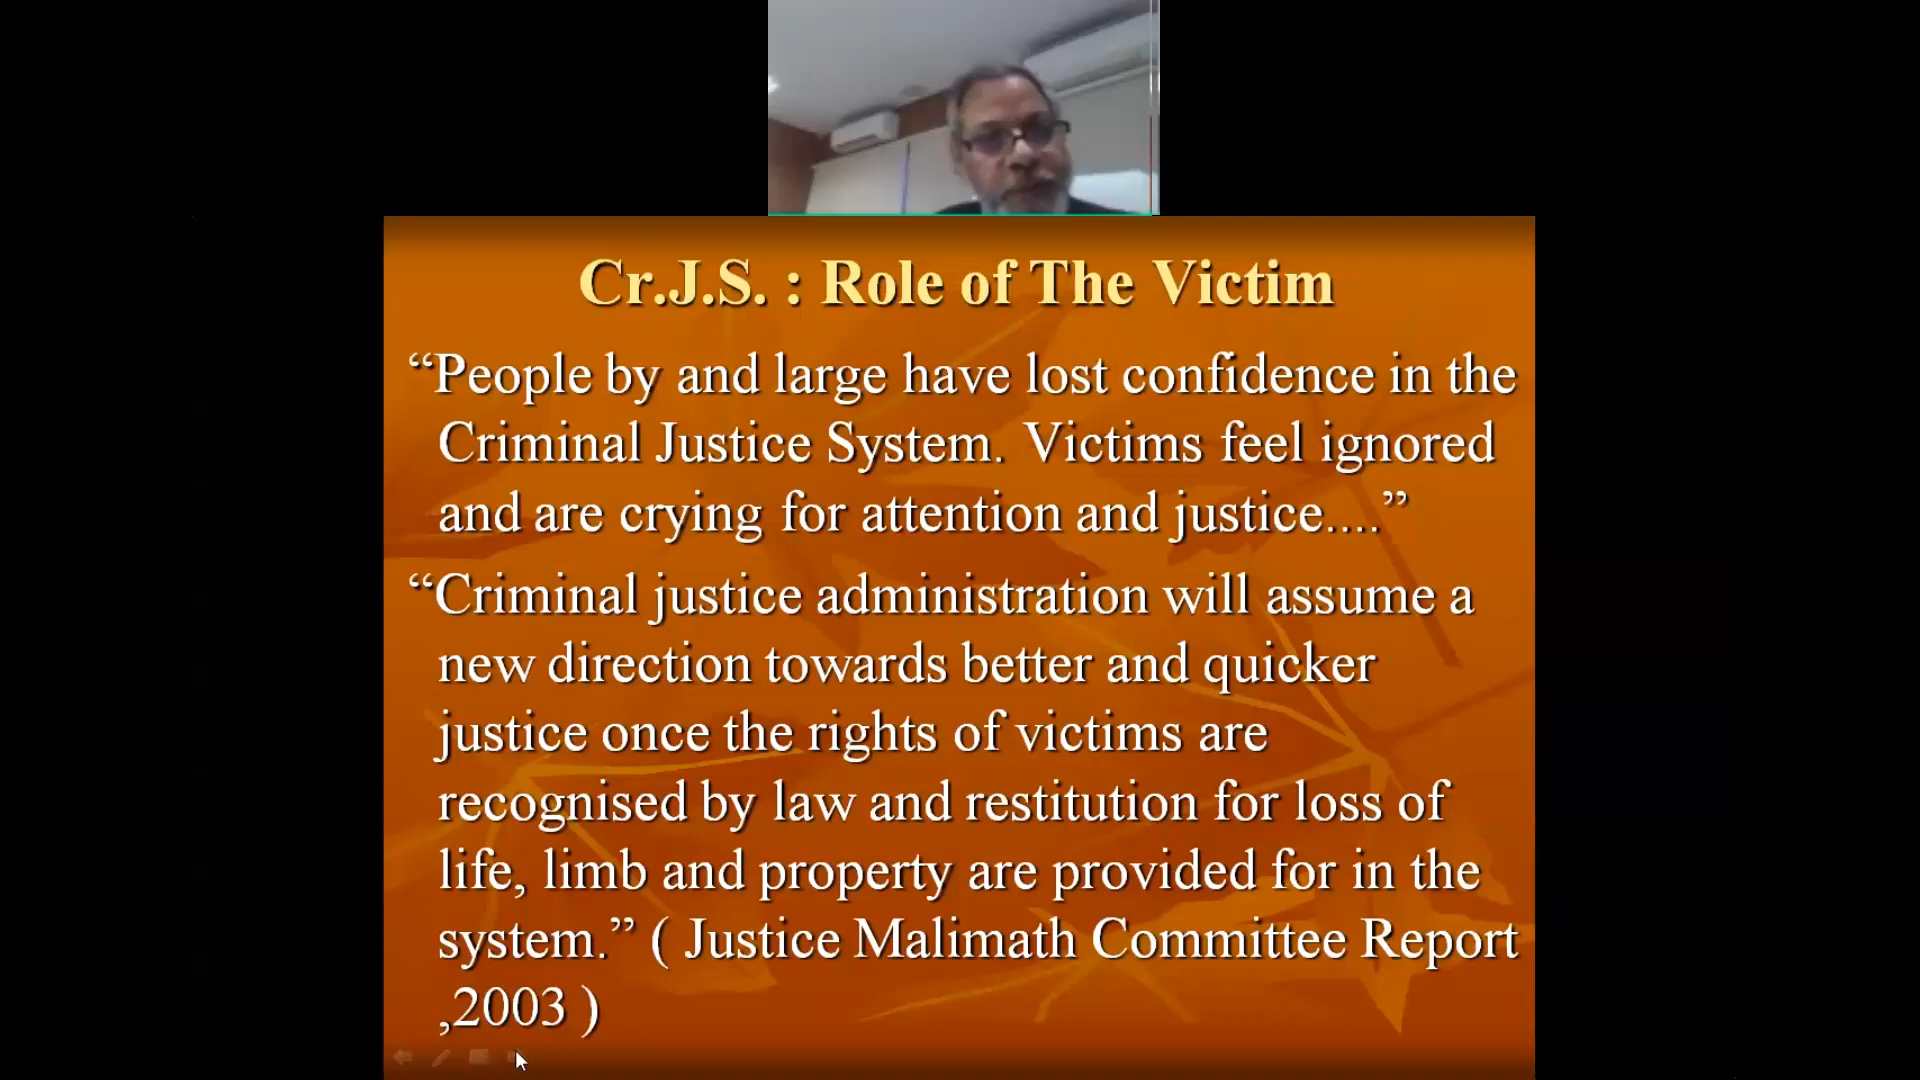 Cr.J.S. : Role of The Victim
“People by and large have lost confidence in the
Criminal Justice System. Victims feel ignored
and are crying for attention and justice....”
“Criminal justice administration will assume a
new direction towards better and quicker
justice once the rights of victims are
recognised by law and restitution for loss of
life, limb and property are provided for in the
system.” ( Justice Malimath Committee Report
,2003 )